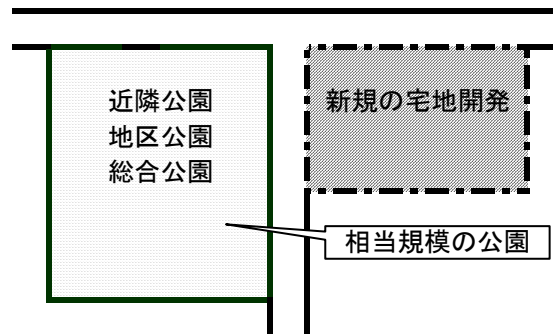 近隣公園
地区公園
総合公園
新規の宅地開発
相当規模の公園